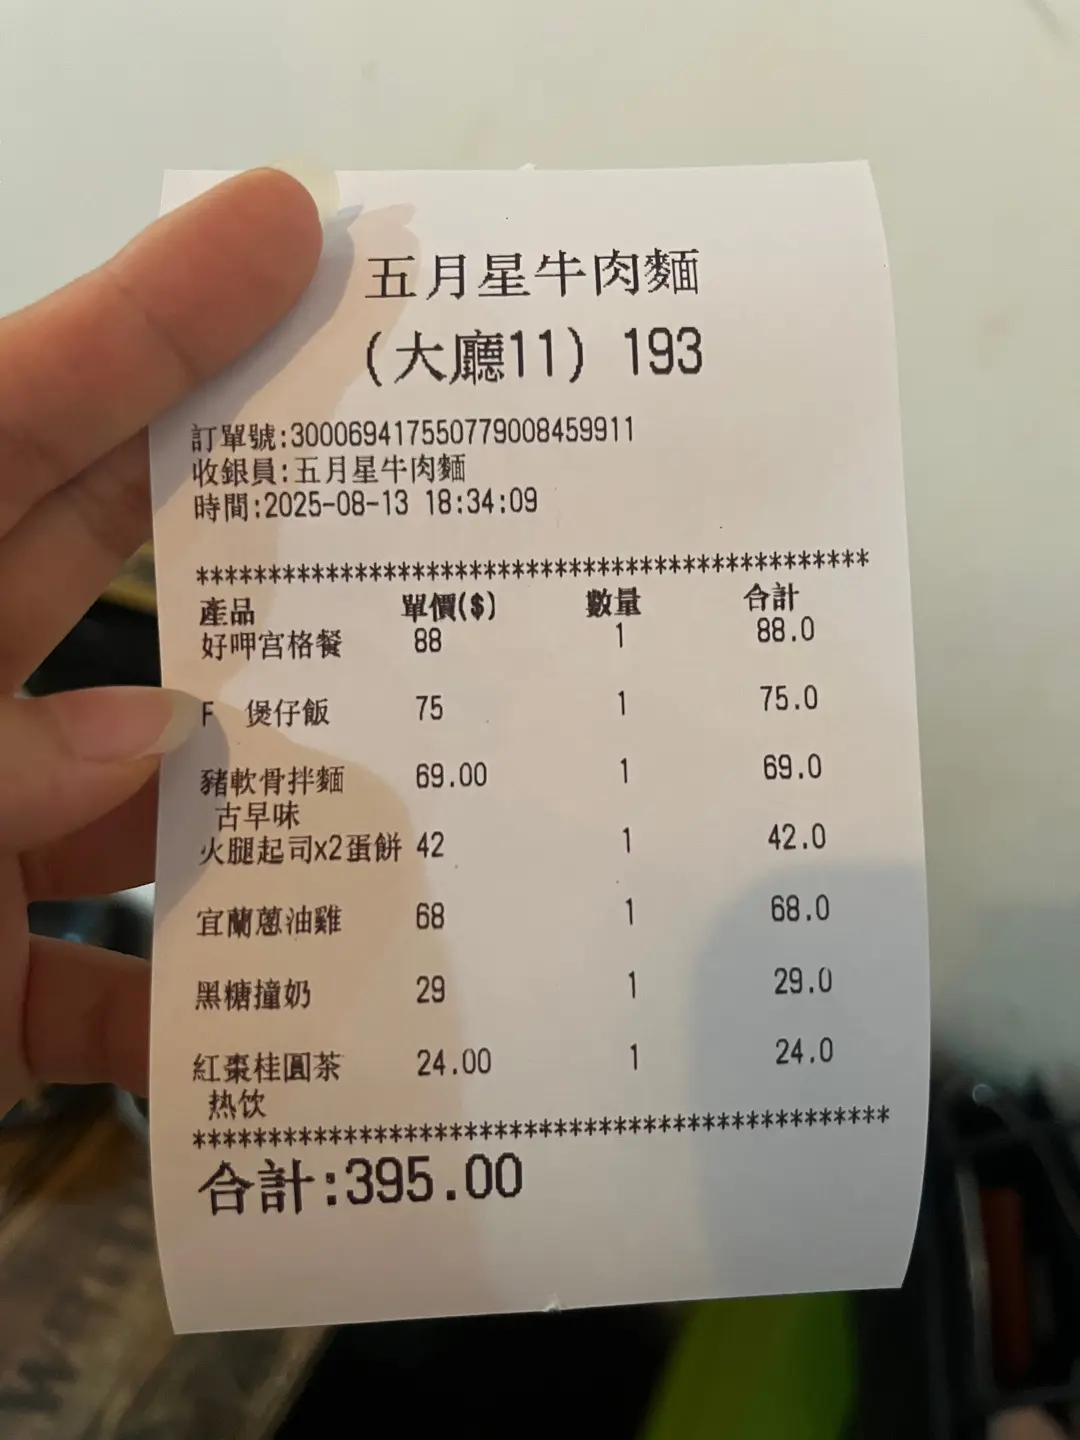 五月星牛肉麵
(大廳11) 193
訂單號:3000694175507790084599​11
收銀員:五月星牛肉麵
時間:2025-08-13 18:34:09
***********************************************
產品 單價($) 數量 合計
好呷宮格餐 88 1 88.0
F 煲仔飯 75 1 75.0
豬軟骨拌麵 69.00 1 69.0
古早味
火腿起司x2蛋餅 42 1 42.0
宜蘭蔥油雞 68 1 68.0
黑糖撞奶 29 1 29.0
紅棗桂圓茶 24.00 1 24.0
热饮
***********************************************
合計:395.00